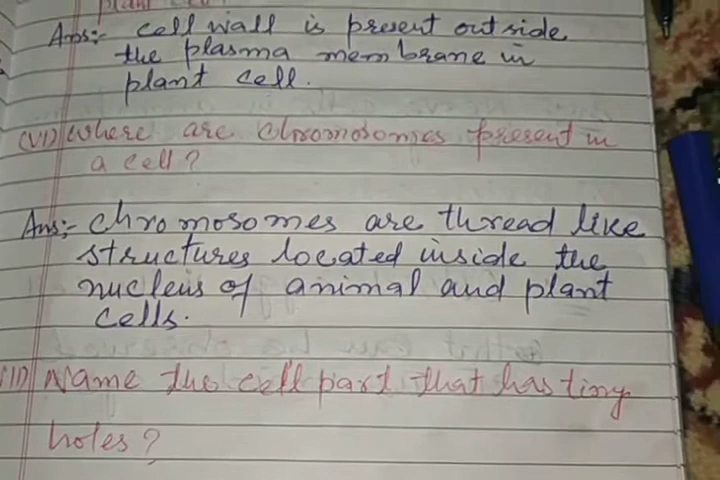 plant cell
Ans:- cell wall is present outside
the plasma membrane in
plant cell.
(VI) where are chromosomes present in
a cell?
Ans:- chromosomes are thread like
structures located inside the
nucleus of animal and plant
cells.
II) Name the cell part that has tiny
holes?